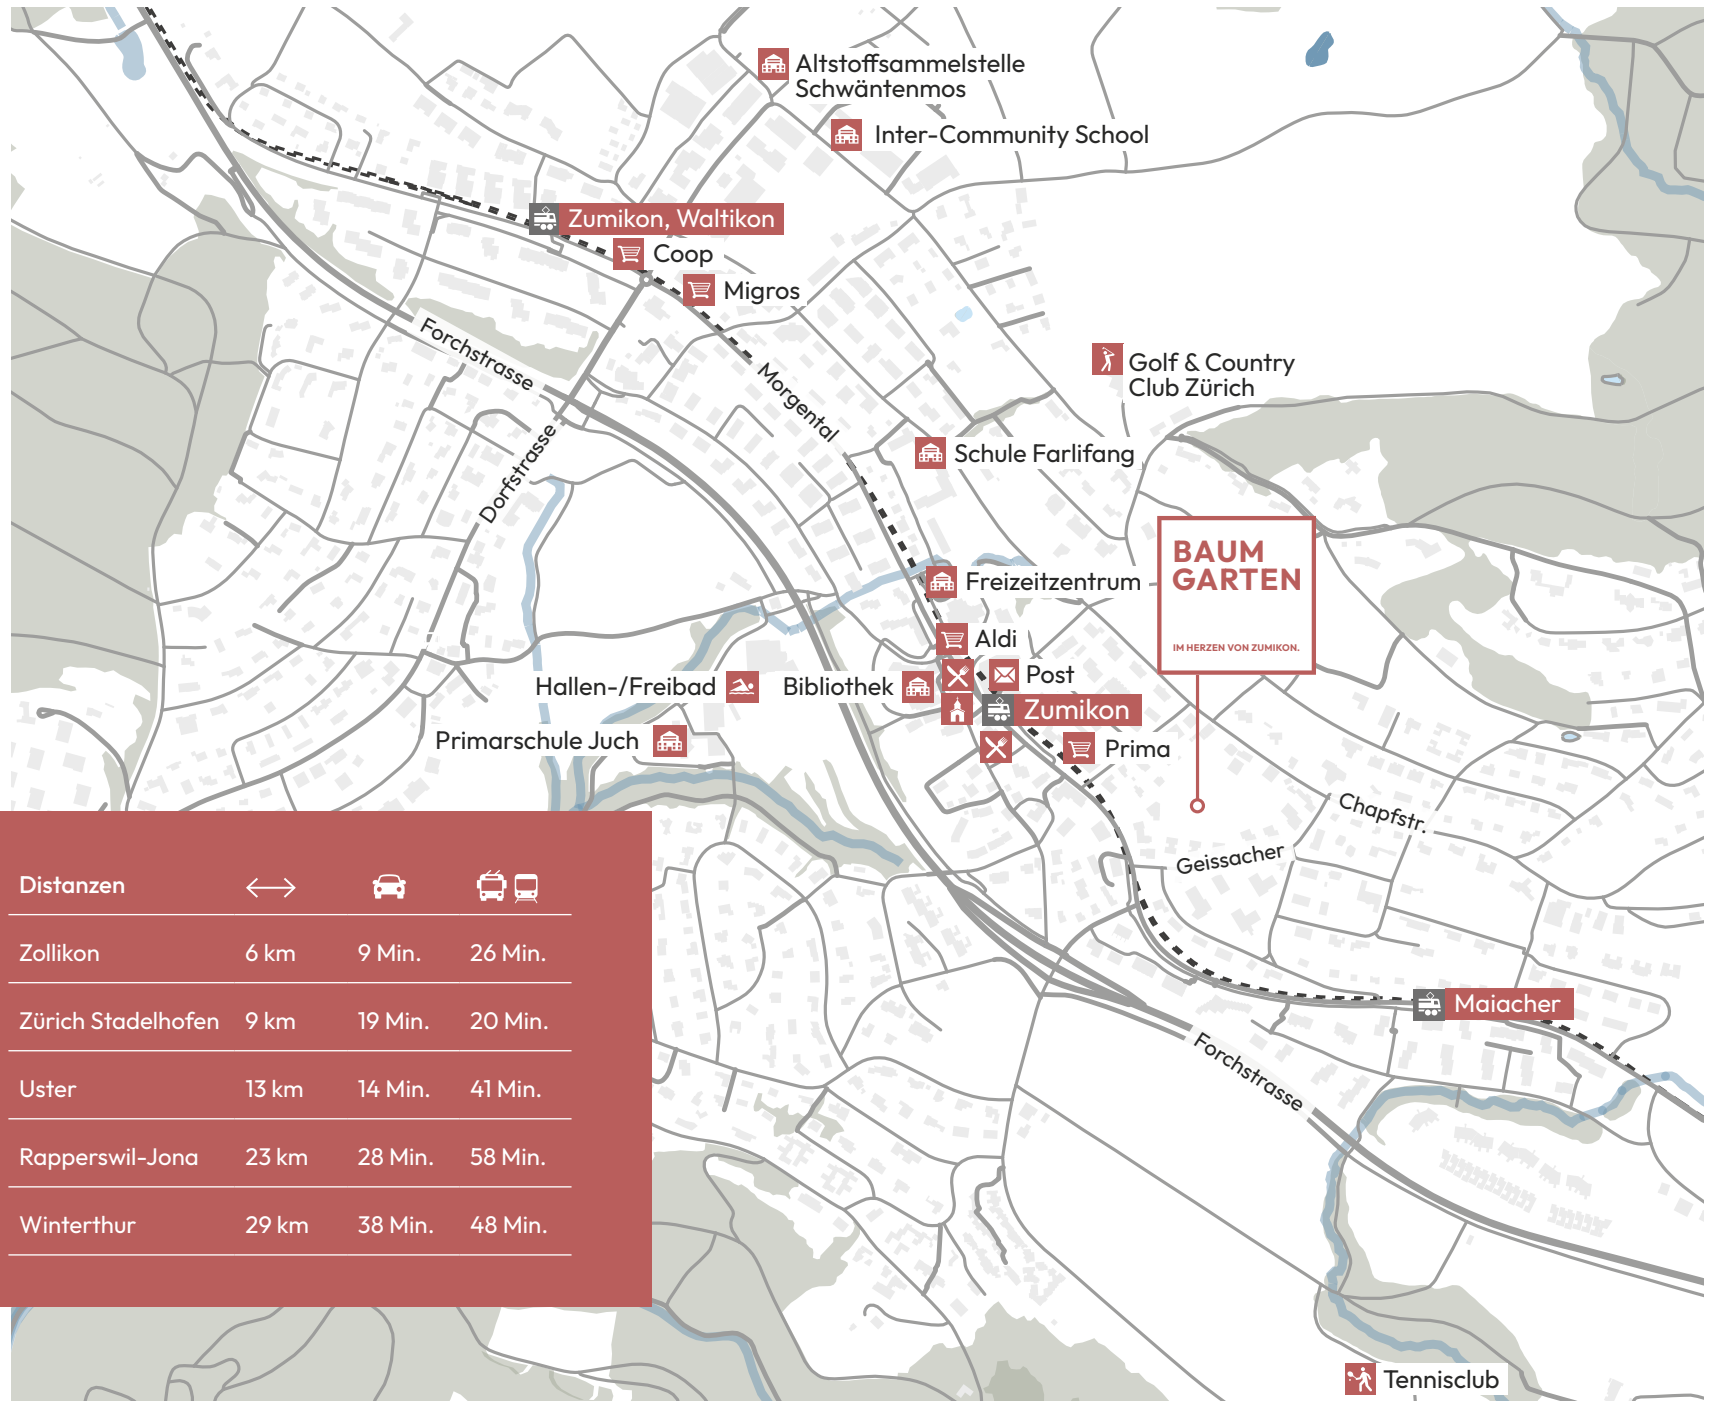 Altstoffsammelstelle
Schwäntenmos
Inter-Community School
Zumikon, Waltikon
Coop
Migros
Forchstrasse
Morgental
Golf & Country
Club Zürich
Dorfstrasse
Schule Farlifang
BAUM
GARTEN
IM HERZEN VON ZUMIKON.
Freizeitzentrum
Aldi
Post
Hallen-/Freibad
Bibliothek
Zumikon
Primarschule Juch
Prima
Chapfstr.
Geissacher
Maiacher
Forchstrasse
Tennisclub
Distanzen
Zollikon 6 km 9 Min. 26 Min.
Zürich Stadelhofen 9 km 19 Min. 20 Min.
Uster 13 km 14 Min. 41 Min.
Rapperswil-Jona 23 km 28 Min. 58 Min.
Winterthur 29 km 38 Min. 48 Min.